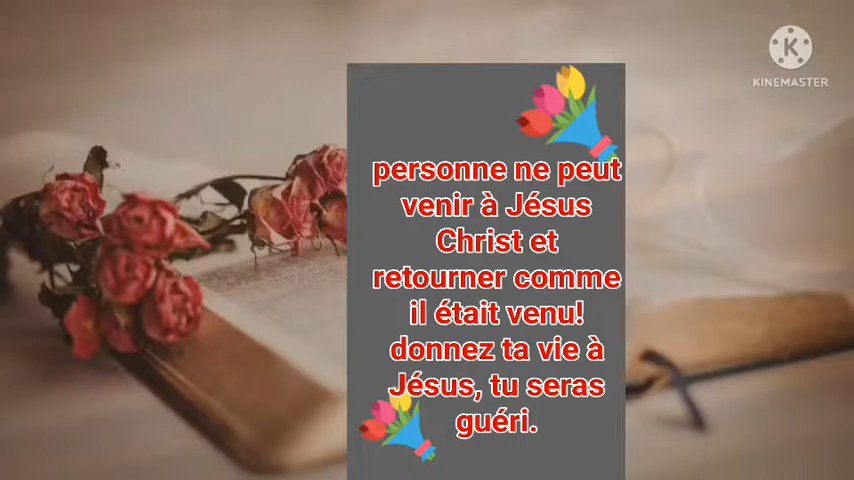 KINEMASTER
personne ne peut
venir à Jésus
Christ et
retourner comme
il était venu!
donnez ta vie à
Jésus, tu seras
guéri.